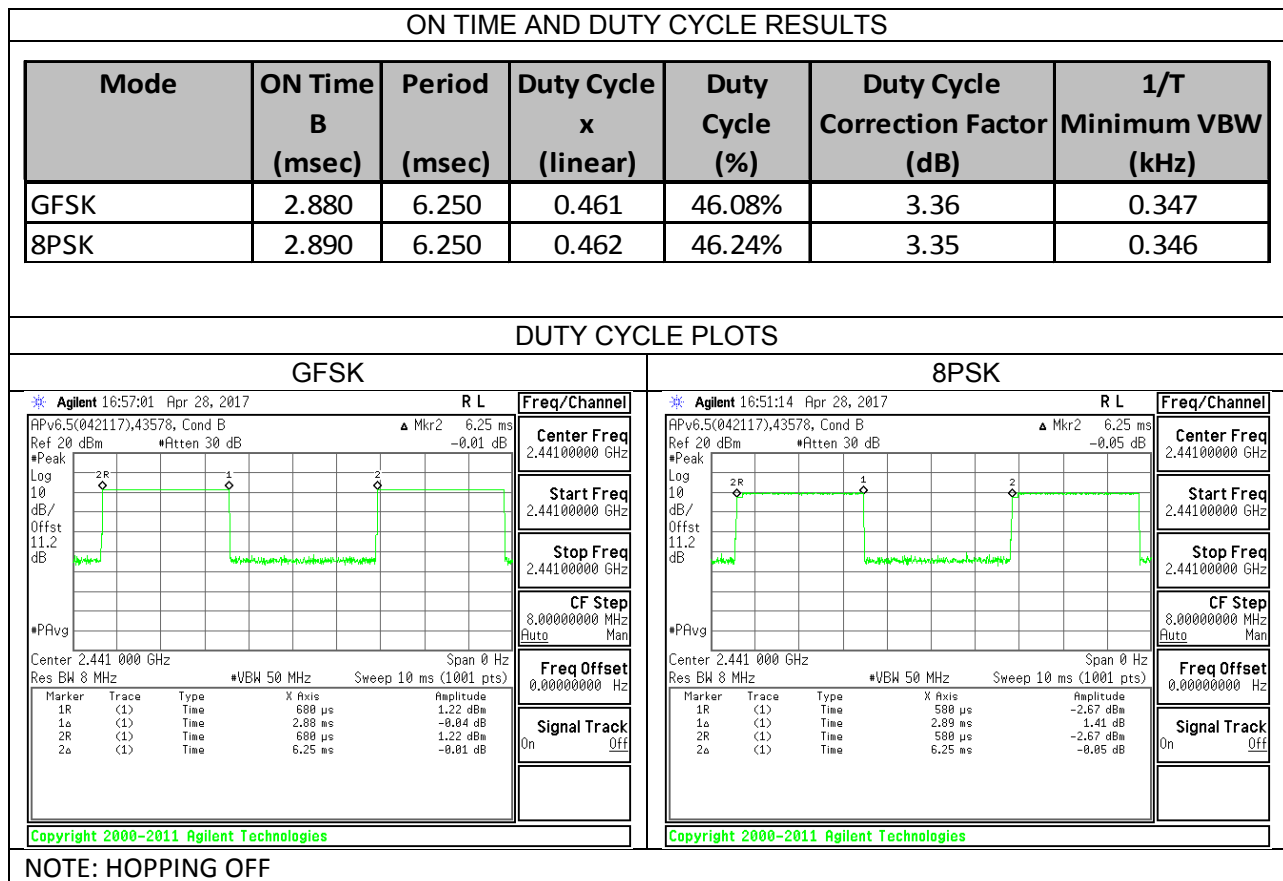 ON TIME AND DUTY CYCLE RESULTS
Mode ON Time Period Duty Cycle Duty Duty Cycle 1/T
B x Cycle Correction Factor Minimum VBW
(msec) (msec) (linear) (%) (dB) (kHz)
GFSK 2.880 6.250 0.461 46.08% 3.36 0.347
8PSK 2.890 6.250 0.462 46.24% 3.35 0.346
DUTY CYCLE PLOTS
GFSK
Agilent 16:57:01 Apr 28, 2017 R L
APv6.5(042117),43578, Cond B Δ Mkr2 6.25 ms
Ref 20 dBm #Atten 30 dB -0.01 dB
#Peak
Log
10
dB/
Offst
11.2
dB
2R 1 2
#PAvg
Center 2.441 000 GHz Span 0 Hz
Res BW 8 MHz #VBW 50 MHz Sweep 10 ms (1001 pts)
Marker Trace Type X Axis Amplitude
1R (1) Time 680 µs 1.22 dBm
1Δ (1) Time 2.88 ms -0.04 dB
2R (1) Time 680 µs 1.22 dBm
2Δ (1) Time 6.25 ms -0.01 dB
Copyright 2000-2011 Agilent Technologies
Freq/Channel
Center Freq
2.44100000 GHz
Start Freq
2.44100000 GHz
Stop Freq
2.44100000 GHz
CF Step
8.00000000 MHz
Auto Man
Freq Offset
0.00000000 Hz
Signal Track
On Off
8PSK
Agilent 16:51:14 Apr 28, 2017 R L
APv6.5(042117),43578, Cond B Δ Mkr2 6.25 ms
Ref 20 dBm #Atten 30 dB -0.05 dB
#Peak
Log
10
dB/
Offst
11.2
dB
2R 1 2
#PAvg
Center 2.441 000 GHz Span 0 Hz
Res BW 8 MHz #VBW 50 MHz Sweep 10 ms (1001 pts)
Marker Trace Type X Axis Amplitude
1R (1) Time 580 µs -2.67 dBm
1Δ (1) Time 2.89 ms 1.41 dB
2R (1) Time 580 µs -2.67 dBm
2Δ (1) Time 6.25 ms -0.05 dB
Copyright 2000-2011 Agilent Technologies
Freq/Channel
Center Freq
2.44100000 GHz
Start Freq
2.44100000 GHz
Stop Freq
2.44100000 GHz
CF Step
8.00000000 MHz
Auto Man
Freq Offset
0.00000000 Hz
Signal Track
On Off
NOTE: HOPPING OFF